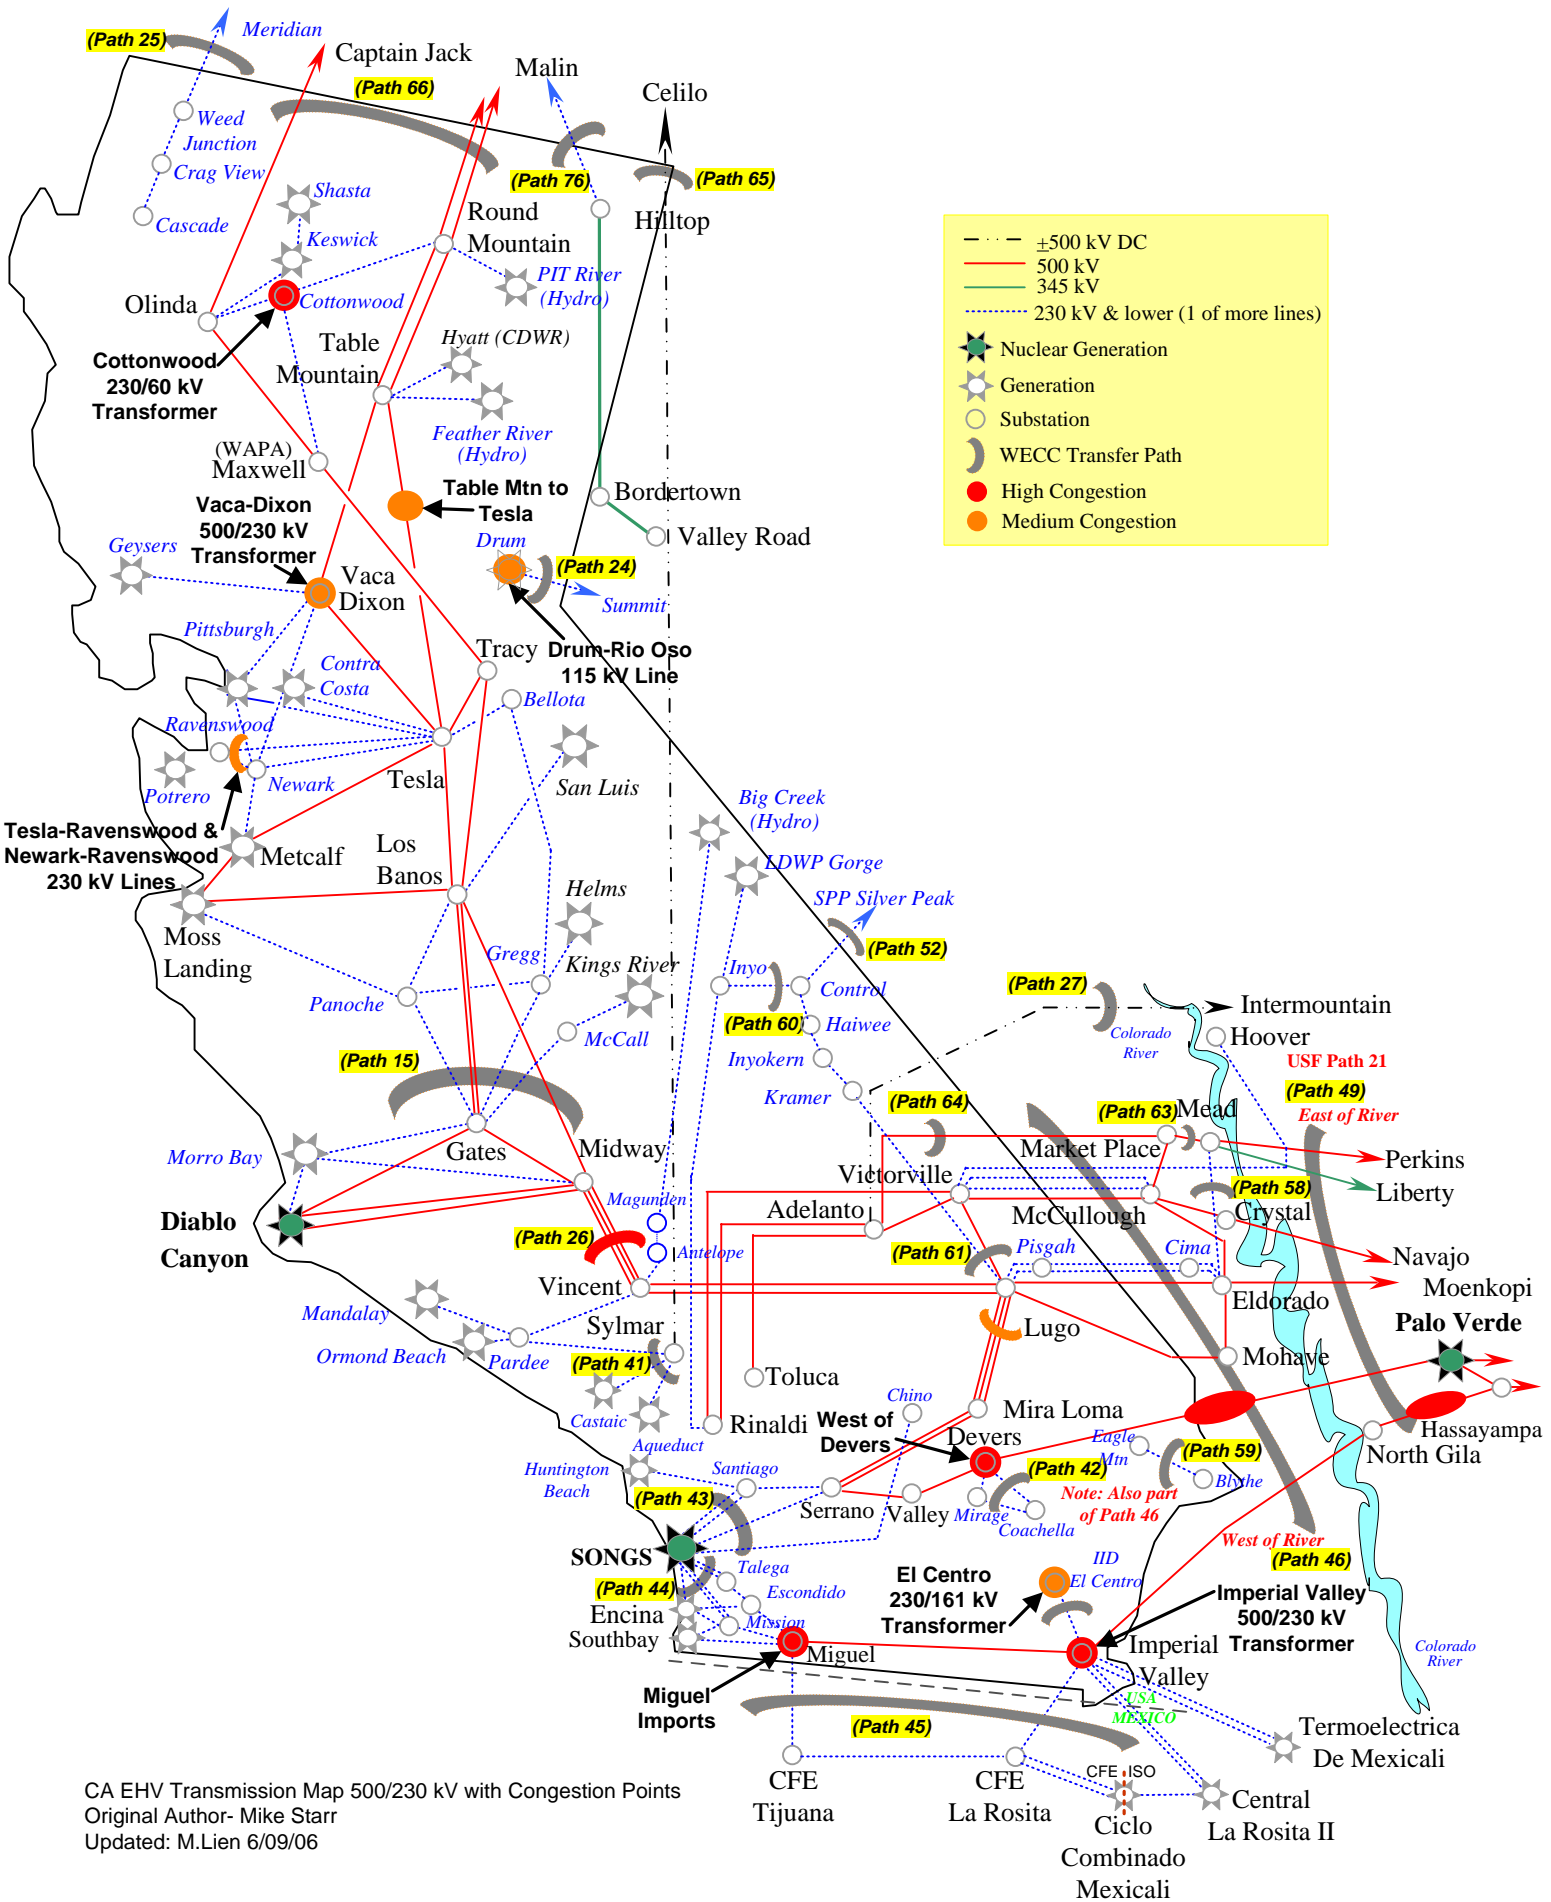 (Path 25)
Meridian
Captain Jack
(Path 66)
Malin
Celilo
Weed
Junction
Crag View
Cascade
Shasta
Keswick
Round
Mountain
(Path 76)
Hilltop
(Path 65)
PIT River
(Hydro)
Olinda
Cottonwood
Cottonwood
230/60 kV
Transformer
Table
Mountain
Hyatt (CDWR)
Feather River
(Hydro)
(WAPA)
Maxwell
Vaca-Dixon
500/230 kV
Transformer
Table Mtn to
Tesla
Bordertown
Valley Road
±500 kV DC
500 kV
345 kV
230 kV & lower (1 of more lines)
Nuclear Generation
Generation
Substation
WECC Transfer Path
High Congestion
Medium Congestion
Geysers
Vaca
Dixon
Drum
(Path 24)
Summit
Drum-Rio Oso
115 kV Line
Pittsburgh
Contra
Costa
Tracy
Bellota
Ravenswood
Newark
Potrero
Tesla
San Luis
Tesla-Ravenswood &
Newark-Ravenswood
230 kV Lines
Metcalf
Los
Banos
Moss
Landing
Big Creek
(Hydro)
LDWP Gorge
SPP Silver Peak
(Path 52)
Helms
Gregg
Kings River
Panoche
McCall
Inyo
Control
(Path 60)
Haiwee
Inyokern
Kramer
(Path 27)
Intermountain
Hoover
Colorado
River
USF Path 21
(Path 49)
East of River
(Path 15)
Gates
Midway
Morro Bay
Diablo
Canyon
(Path 64)
(Path 63)
Mead
Market Place
Perkins
Liberty
Victorville
Adelanto
McCullough
(Path 58)
Crystal
Navajo
Moenkopi
Magunden
Antelope
(Path 26)
Vincent
(Path 61)
Pisgah
Cima
Eldorado
Palo Verde
Mandalay
Ormond Beach
Pardee
Sylmar
(Path 41)
Castaic
Aqueduct
Toluca
Rinaldi
Lugo
Mohave
Chino
Mira Loma
West of
Devers
Devers
Eagle
Mtn
(Path 59)
Blythe
Hassayampa
North Gila
Huntington
Beach
Santiago
(Path 43)
Serrano
Valley
Mirage
Coachella
(Path 42)
Note: Also part
of Path 46
West of River
(Path 46)
SONGS
(Path 44)
Talega
Escondido
Encina
Mission
Southbay
Miguel
Miguel
Imports
IID
El Centro
El Centro
230/161 kV
Transformer
Imperial Valley
500/230 kV
Transformer
Imperial
Valley
USA
MEXICO
Colorado
River
(Path 45)
CFE
Tijuana
CFE
La Rosita
CFE ISO
Ciclo
Combinado
Mexicali
Central
La Rosita II
Termoelectrica
De Mexicali
CA EHV Transmission Map 500/230 kV with Congestion Points
Original Author- Mike Starr
Updated: M.Lien 6/09/06